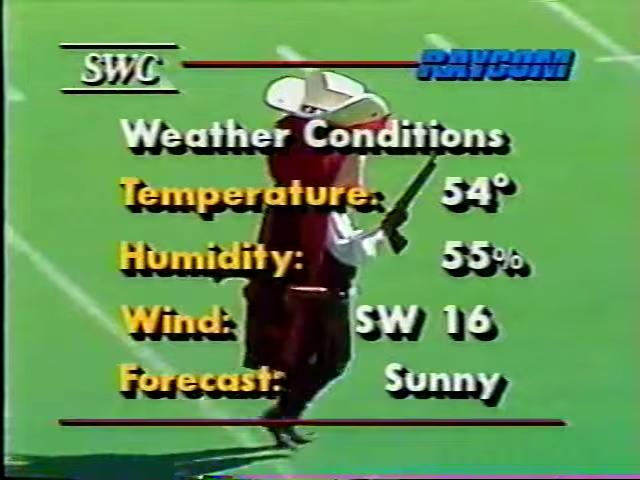 SWC RAYCOM
Weather Conditions
Temperature: 54°
Humidity: 55%
Wind: SW 16
Forecast: Sunny